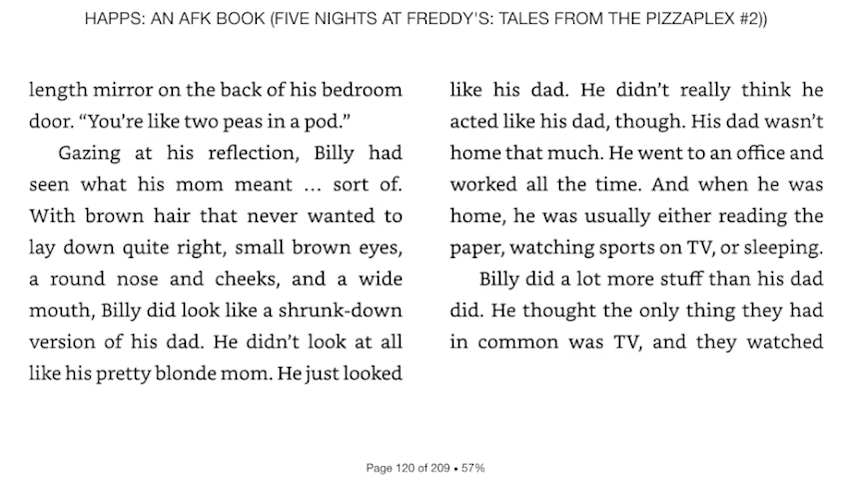 HAPPS: AN AFK BOOK (FIVE NIGHTS AT FREDDY'S: TALES FROM THE PIZZAPLEX #2))
length mirror on the back of his bedroom
door. “You’re like two peas in a pod.”
Gazing at his reflection, Billy had
seen what his mom meant … sort of.
With brown hair that never wanted to
lay down quite right, small brown eyes,
a round nose and cheeks, and a wide
mouth, Billy did look like a shrunk-down
version of his dad. He didn’t look at all
like his pretty blonde mom. He just looked
like his dad. He didn’t really think he
acted like his dad, though. His dad wasn’t
home that much. He went to an office and
worked all the time. And when he was
home, he was usually either reading the
paper, watching sports on TV, or sleeping.
Billy did a lot more stuff than his dad
did. He thought the only thing they had
in common was TV, and they watched
Page 120 of 209 • 57%